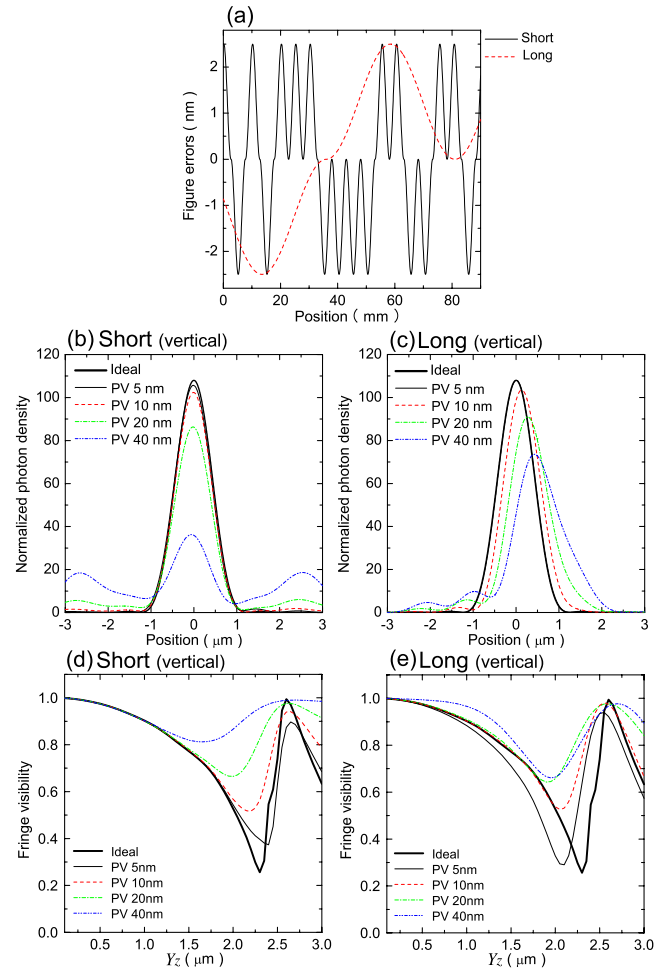 (a)
Short
Long
2
1
0
-1
-2
Figure errors ( nm )
0 20 40 60 80
Position ( mm )
(b) Short (vertical)
120
100
80
60
40
20
0
Normalized photon density
Ideal
PV 5 nm
PV 10 nm
PV 20 nm
PV 40 nm
-3 -2 -1 0 1 2 3
Position ( μm )
(c) Long (vertical)
120
100
80
60
40
20
0
Normalized photon density
Ideal
PV 5 nm
PV 10 nm
PV 20 nm
PV 40 nm
-3 -2 -1 0 1 2 3
Position ( μm )
(d) Short (vertical)
1.0
0.8
0.6
0.4
0.2
0.0
Fringe visibility
Ideal
PV 5nm
PV 10nm
PV 20nm
PV 40nm
0.5 1.0 1.5 2.0 2.5 3.0
Yz ( μm )
(e) Long (vertical)
1.0
0.8
0.6
0.4
0.2
0.0
Fringe visibility
Ideal
PV 5nm
PV 10nm
PV 20nm
PV 40nm
0.5 1.0 1.5 2.0 2.5 3.0
Yz ( μm )